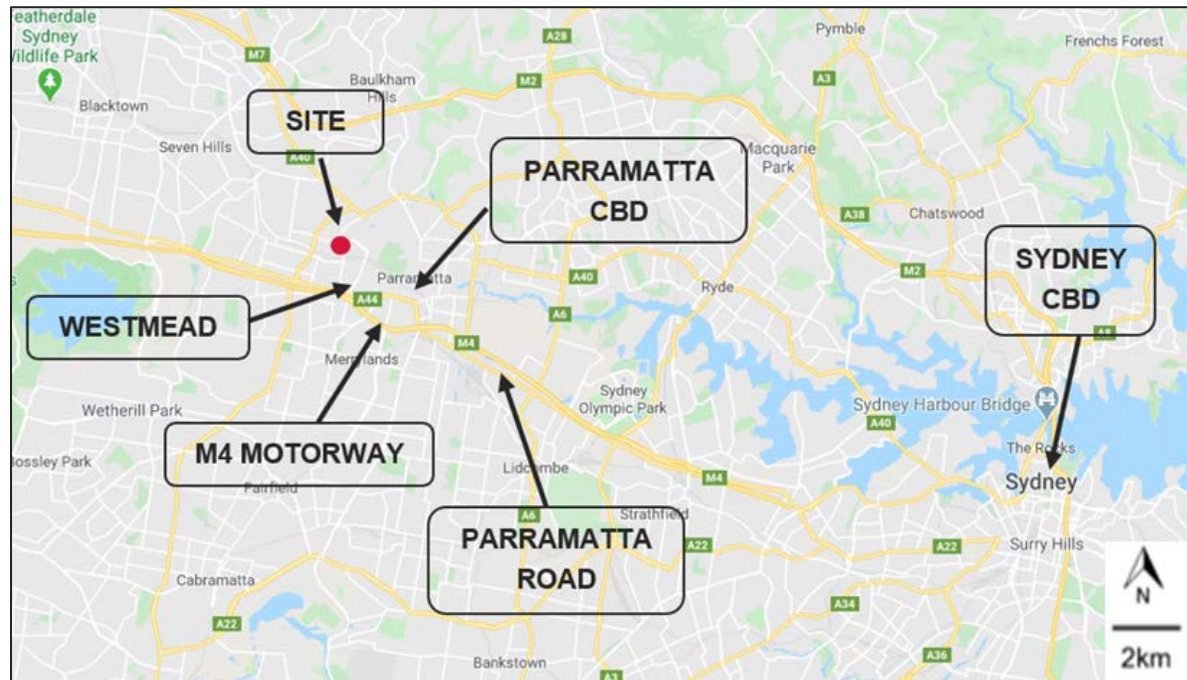 eatherdale
Sydney
Wildlife Park
Blacktown
M7
A28
Pymble
Frenchs Forest
Baulkham
Hills
M2
A3
SITE
Seven Hills
A40
PARRAMATTA
CBD
Macquarie
Park
A38
Chatswood
SYDNEY
CBD
Parramatta
A40
M2
Ryde
A44
WESTMEAD
A6
M4
Merrylands
Sydney
Olympic Park
Sydney Harbour Bridge
Wetherill Park
A40
M4 MOTORWAY
The Rocks
Bossley Park
Lidcombe
M4
Sydney
Fairfield
A6
Strathfield
PARRAMATTA
ROAD
A22
A22
Surry Hills
Cabramatta
A22
A34
N
Bankstown
A3
A36
2km